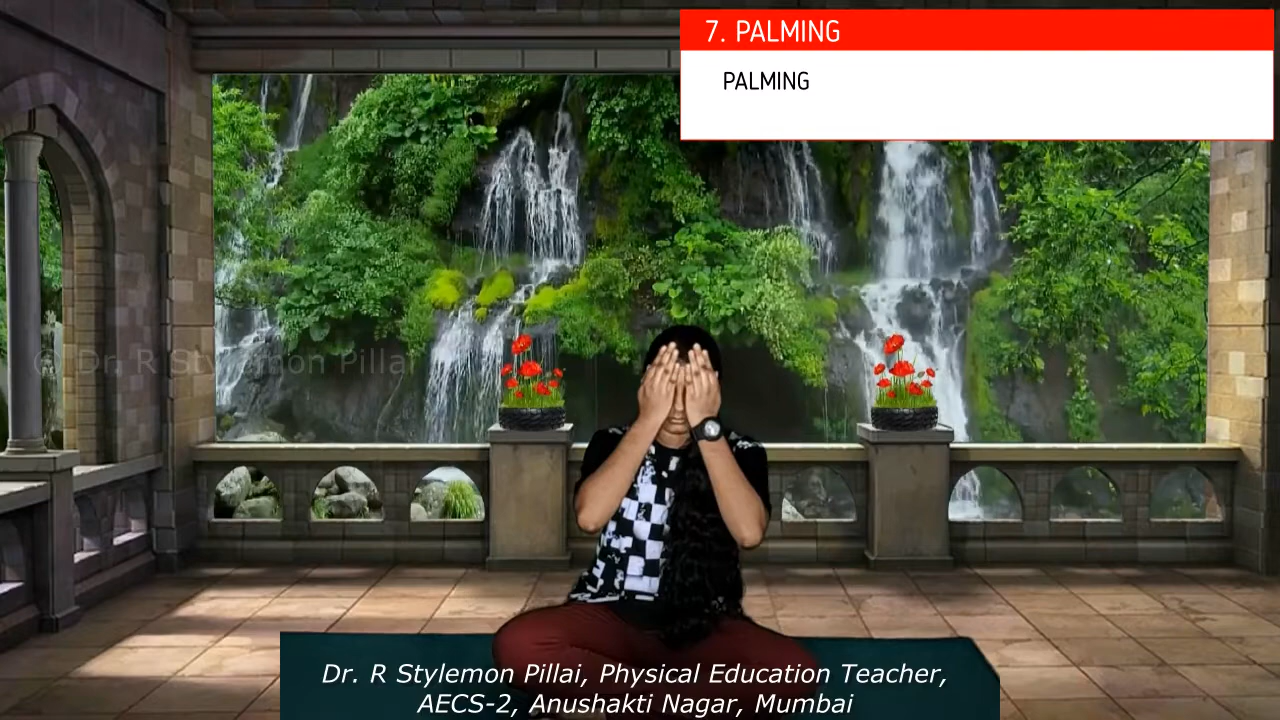 7. PALMING
PALMING
© Dr. R Stylemon Pillai
Dr. R Stylemon Pillai, Physical Education Teacher,
AECS-2, Anushakti Nagar, Mumbai